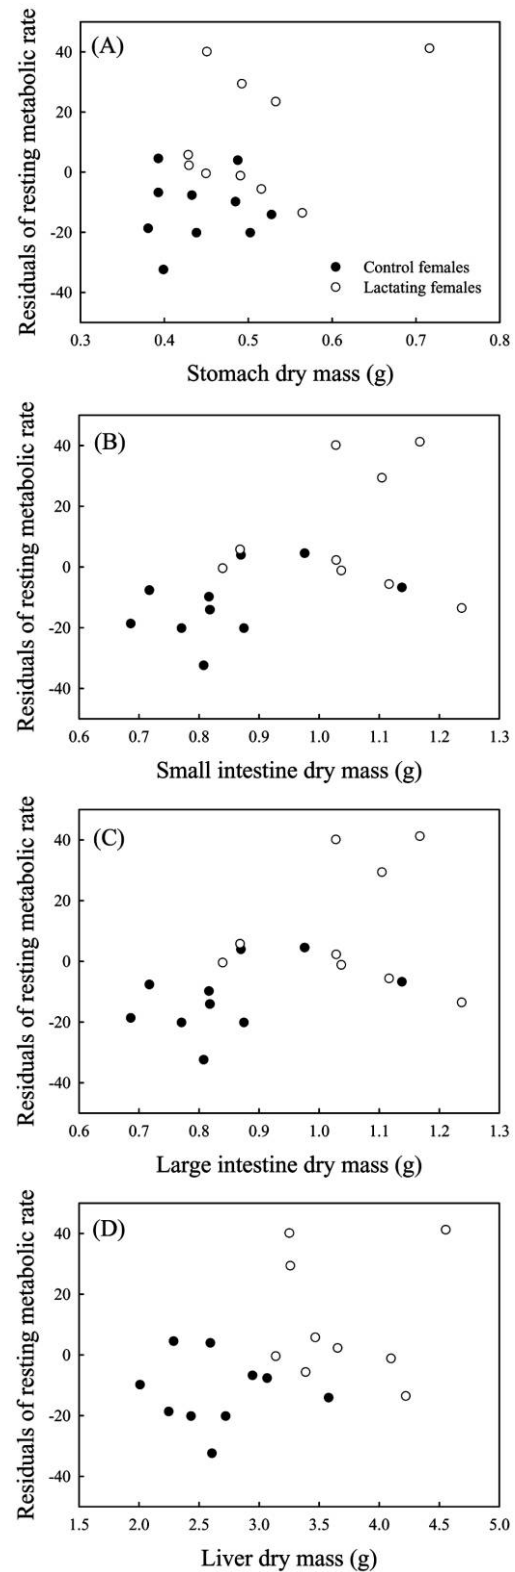 (A)
Residuals of resting metabolic rate
40
20
0
-20
-40
Control females
Lactating females
0.3 0.4 0.5 0.6 0.7 0.8
Stomach dry mass (g)
(B)
Residuals of resting metabolic rate
40
20
0
-20
-40
0.6 0.7 0.8 0.9 1.0 1.1 1.2 1.3
Small intestine dry mass (g)
(C)
Residuals of resting metabolic rate
40
20
0
-20
-40
0.6 0.7 0.8 0.9 1.0 1.1 1.2 1.3
Large intestine dry mass (g)
(D)
Residuals of resting metabolic rate
40
20
0
-20
-40
1.5 2.0 2.5 3.0 3.5 4.0 4.5 5.0
Liver dry mass (g)